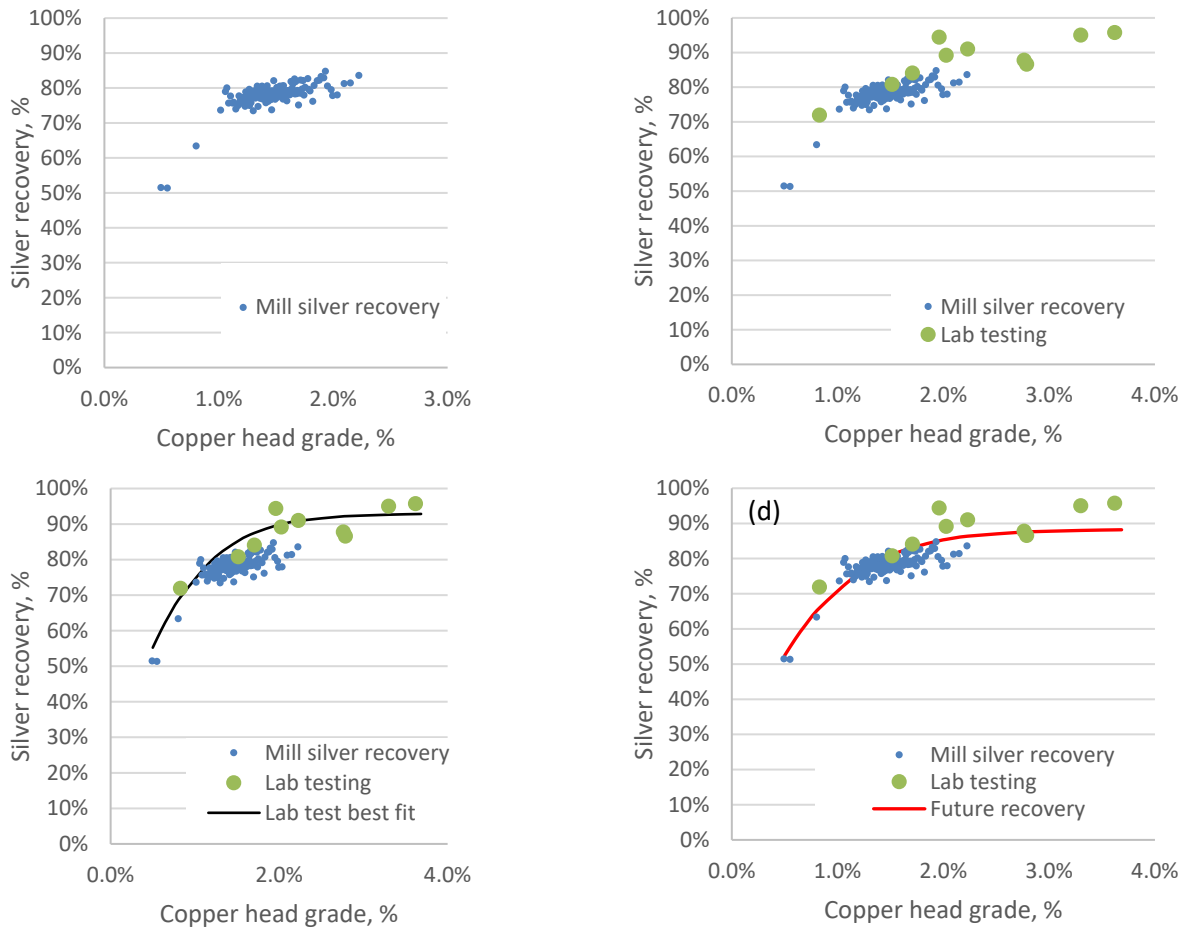 100%
90%
80%
70%
60%
50%
40%
30%
20%
10%
0%
Silver recovery, %
Mill silver recovery
0.0% 1.0% 2.0% 3.0%
Copper head grade, %
100%
90%
80%
70%
60%
50%
40%
30%
20%
10%
0%
Silver recovery, %
Mill silver recovery
Lab testing
0.0% 1.0% 2.0% 3.0% 4.0%
Copper head grade, %
100%
90%
80%
70%
60%
50%
40%
30%
20%
10%
0%
Silver recovery, %
Mill silver recovery
Lab testing
Lab test best fit
0.0% 2.0% 4.0%
Copper head grade, %
(d)
100%
90%
80%
70%
60%
50%
40%
30%
20%
10%
0%
Silver recovery, %
Mill silver recovery
Lab testing
Future recovery
0.0% 1.0% 2.0% 3.0% 4.0%
Copper head grade, %